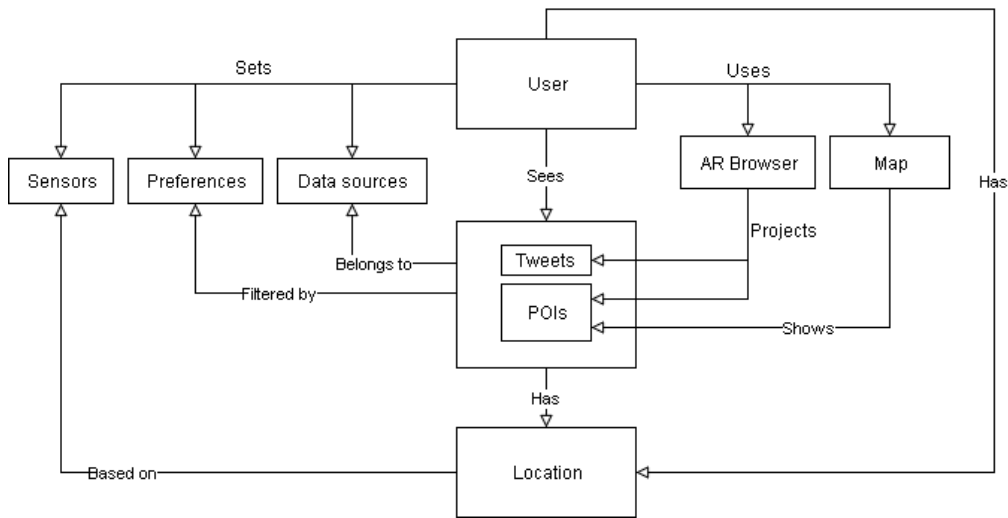 Sets
User
Uses
Sensors
Preferences
Data sources
Sees
AR Browser
Map
Has
Projects
Tweets
Belongs to
Filtered by
POIs
Shows
Has
Based on
Location